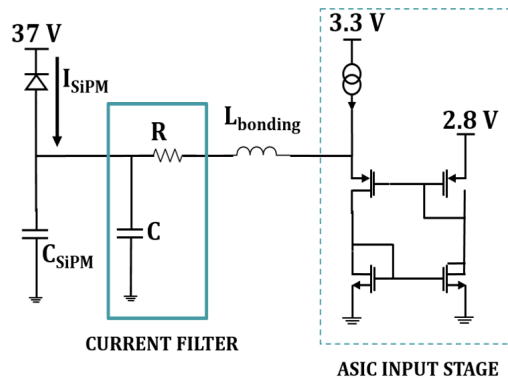 37 V
I_SiPM
R
L_bonding
C
C_SiPM
CURRENT FILTER
3.3 V
2.8 V
ASIC INPUT STAGE